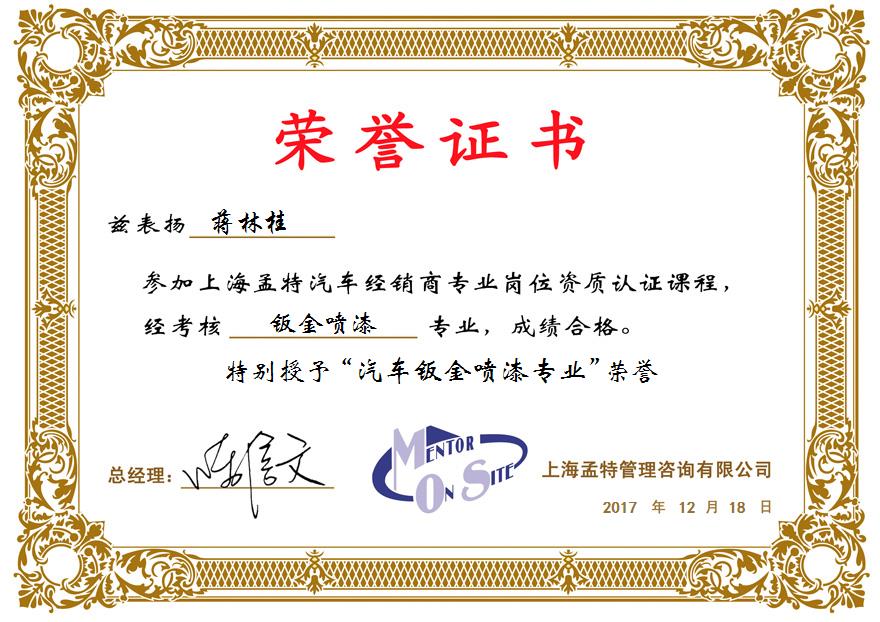 荣誉证书
兹表扬 蒋林桂
参加上海孟特汽车经销商专业岗位资质认证课程，
经考核 钣金喷漆 专业，成绩合格。
特别授予“汽车钣金喷漆专业”荣誉
总经理：
MENTOR
ON SITE
上海孟特管理咨询有限公司
2017 年 12 月 18 日